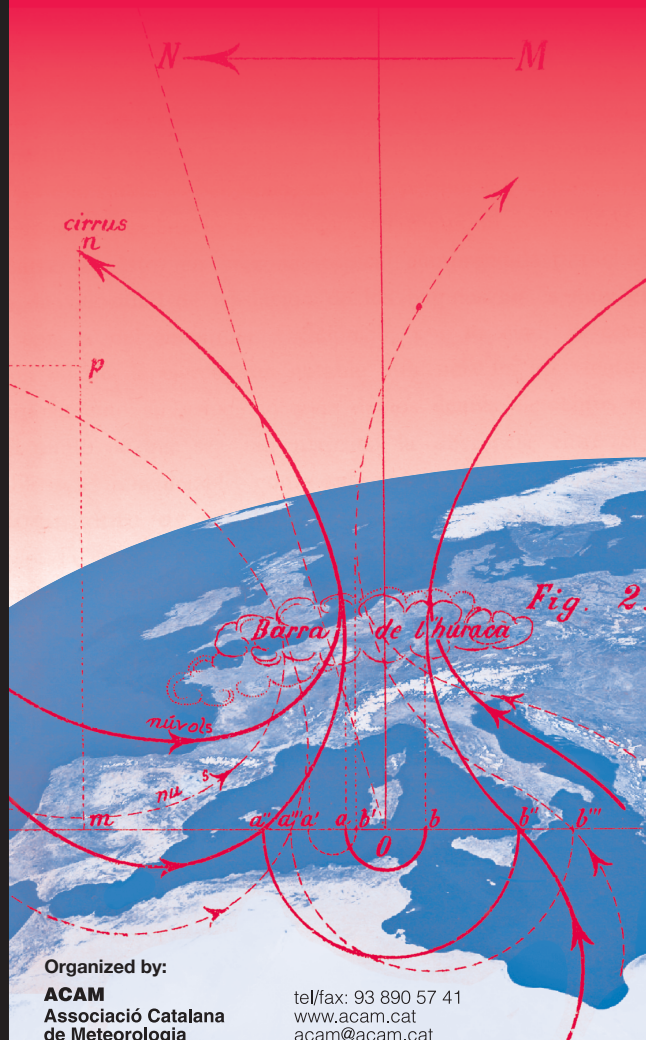 N M
cirrus
n
p
Fig. 2.
Barra de l'huracà
núvols
nu s
m a" a'" a' a b' b b" b'"
O
Organized by:
ACAM
Associació Catalana
de Meteorologia
tel/fax: 93 890 57 41
www.acam.cat
acam@acam.cat